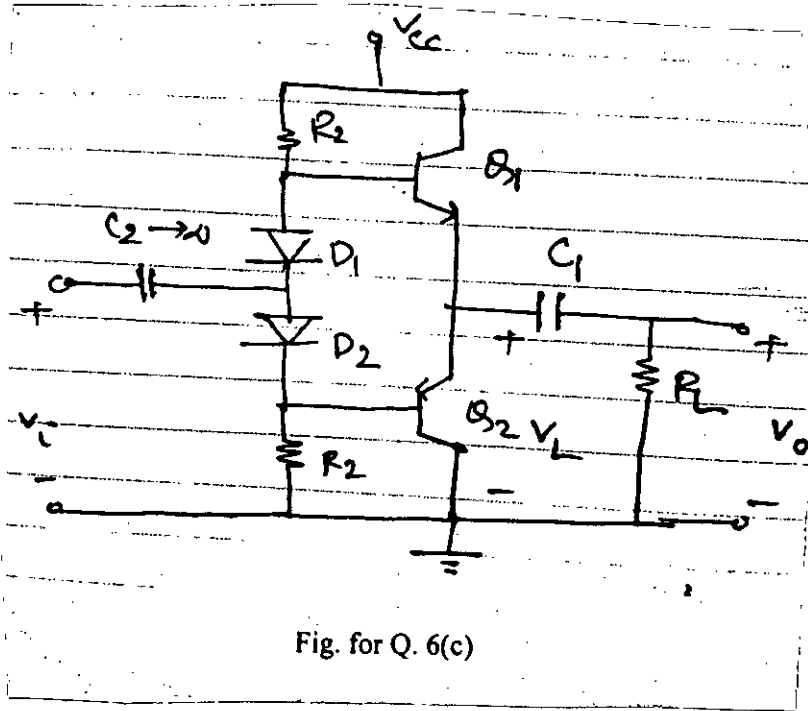 Vcc
R2
Q1
C2 →∞
D1
C1
+
+
+
D2
RL
Vi
Q2
VL
Vo
R2
-
-
-
Fig. for Q. 6(c)